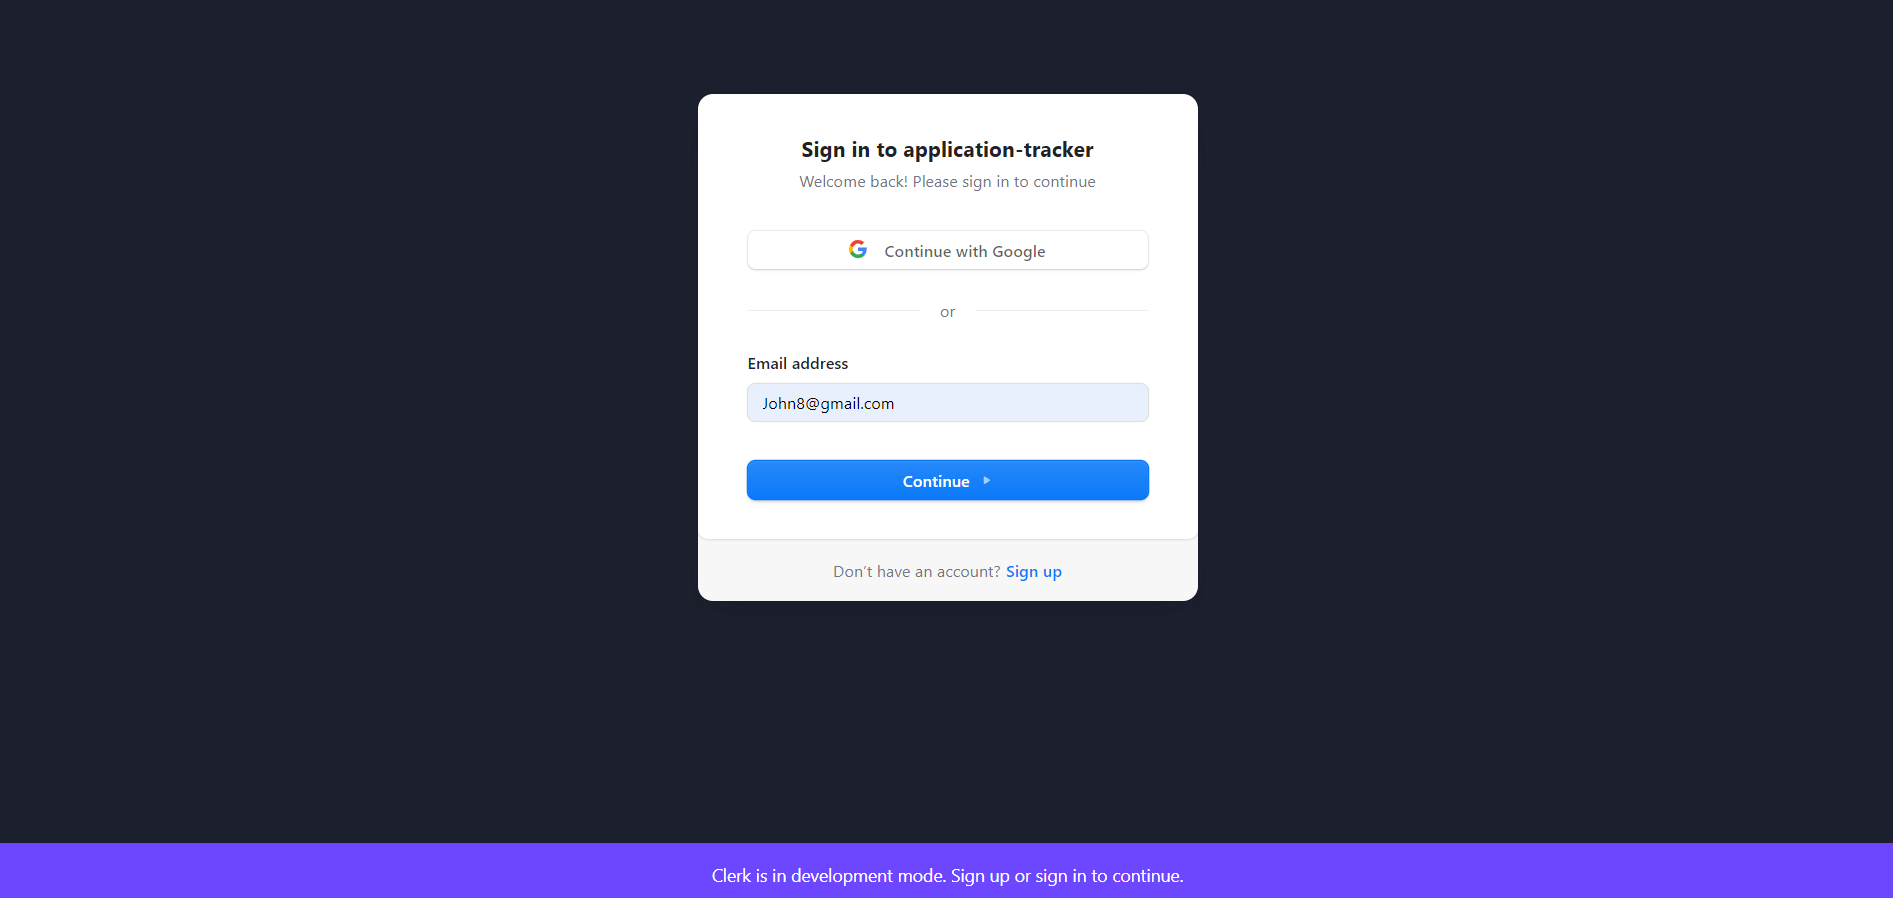 Sign in to application-tracker
Welcome back! Please sign in to continue
Continue with Google
or
Email address
John8@gmail.com
Continue
Don’t have an account? Sign up
Clerk is in development mode. Sign up or sign in to continue.